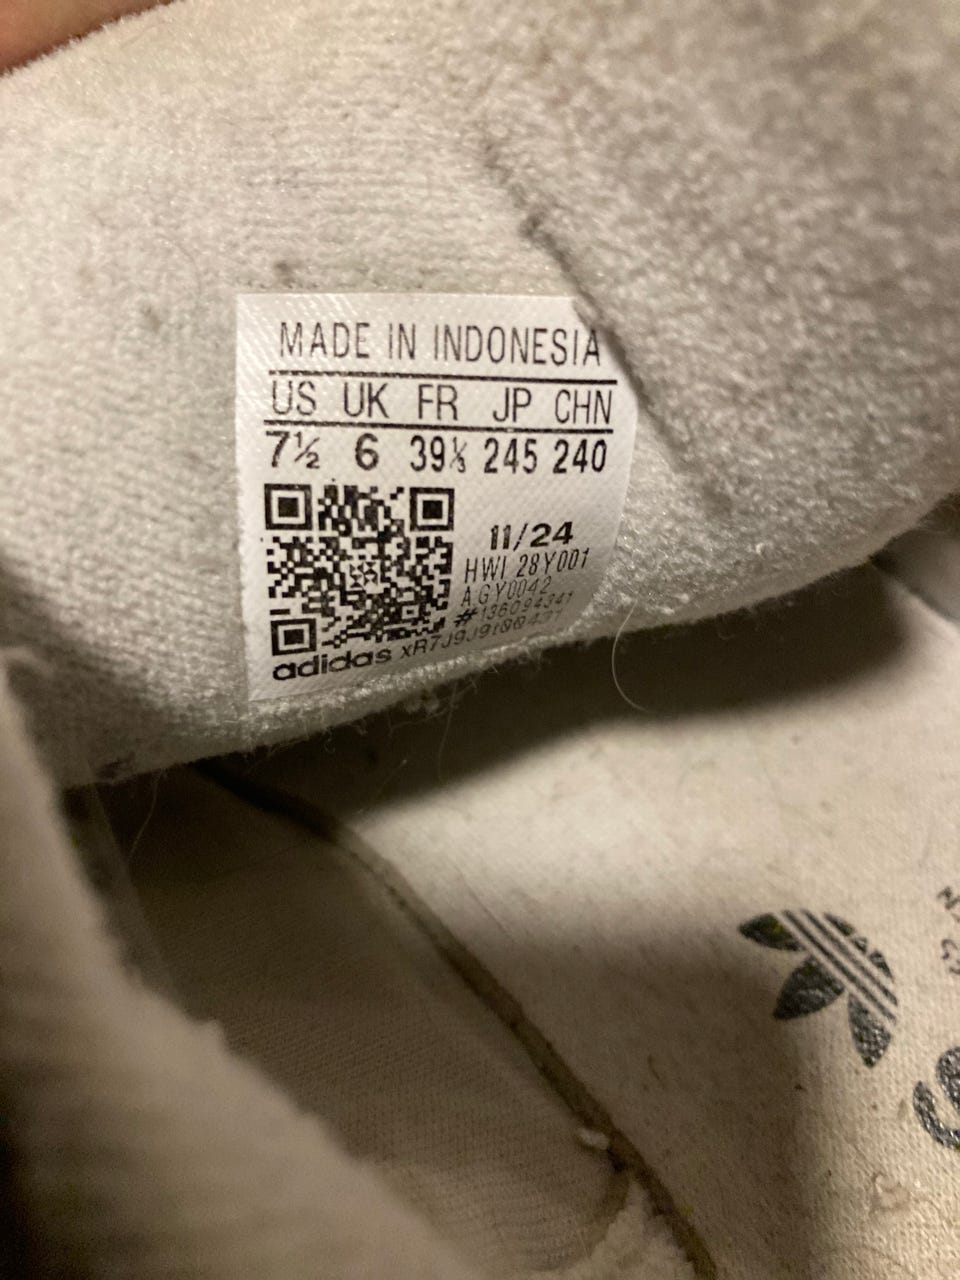 MADE IN INDONESIA
US UK FR JP CHN
7½ 6 39⅓ 245 240
11/24
HWI 28Y001
AGY0042
#136094341
adidas